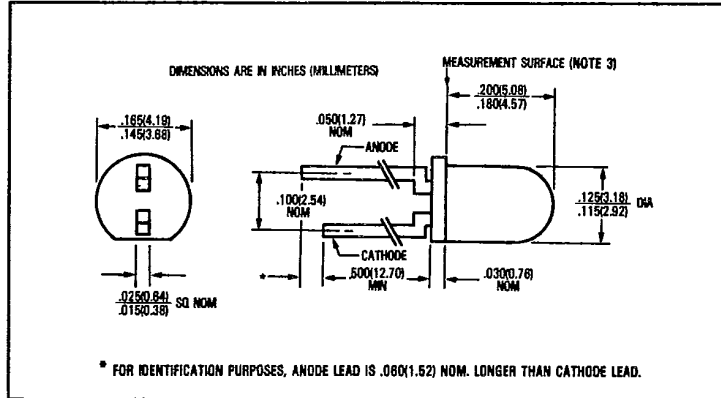 DIMENSIONS ARE IN INCHES (MILLIMETERS)
MEASUREMENT SURFACE (NOTE 3)
.200(5.08)
.180(4.57)
.165(4.19)
.145(3.68)
.050(1.27)
NOM
ANODE
.100(2.54)
NOM
.125(3.18)
.115(2.92)
DIA
CATHODE
*
.500(12.70)
MIN
.030(0.76)
NOM
.025(0.64)
.015(0.38)
SQ NOM
* FOR IDENTIFICATION PURPOSES, ANODE LEAD IS .060(1.52) NOM. LONGER THAN CATHODE LEAD.